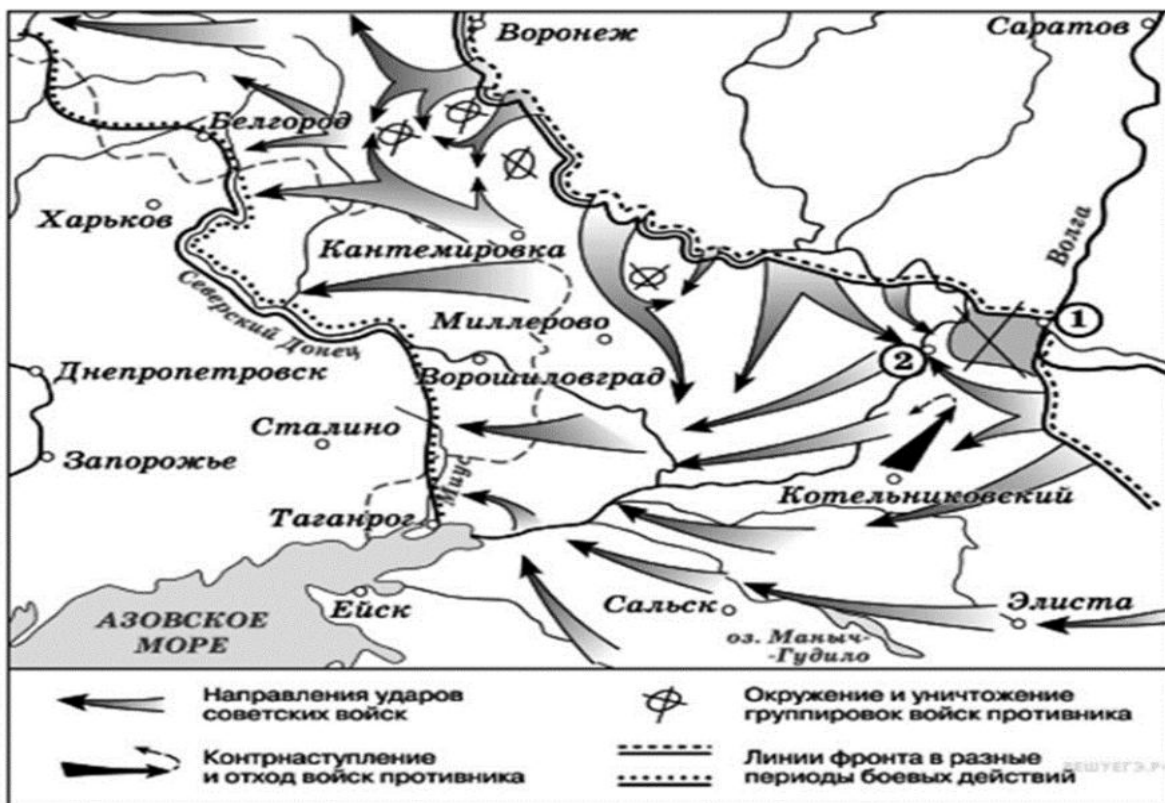 Воронеж
Саратов
Белгород
Волга
Харьков
Кантемировка
Северский Донец
Миллерово
1
2
Днепропетровск
Ворошиловград
Сталино
Запорожье
Миус
Котельниковский
Таганрог
Ейск
Сальск
Элиста
АЗОВСКОЕ
МОРЕ
оз. Маныч-
-Гудило
Направления ударов
советских войск
Окружение и уничтожение
группировок войск противника
Контрнаступление
и отход войск противника
Линии фронта в разные
периоды боевых действий
РЕШУЕГЭ.РФ